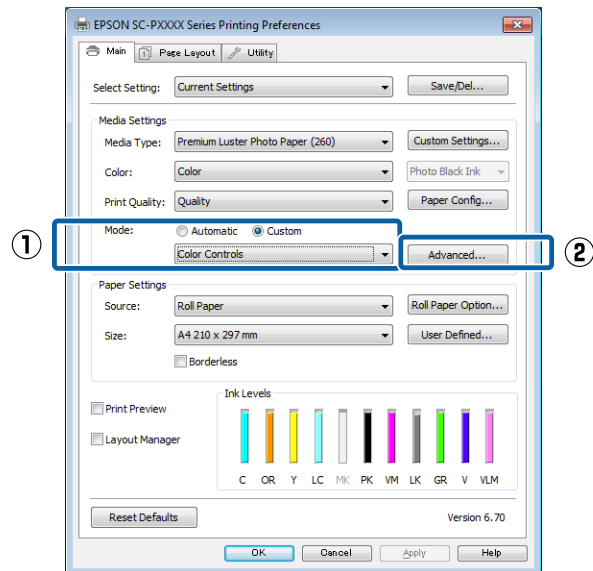 EPSON SC-PXXXX Series Printing Preferences
Main Page Layout Utility
Select Setting: Current Settings Save/Del...
Media Settings
Media Type: Premium Luster Photo Paper (260) Custom Settings...
Color: Color Photo Black Ink
Print Quality: Quality Paper Config...
Mode: Automatic Custom
① Color Controls Advanced... ②
Paper Settings
Source: Roll Paper Roll Paper Option...
Size: A4 210 x 297 mm User Defined...
Borderless
Ink Levels
Print Preview
Layout Manager
C OR Y LC MK PK VM LK GR V VLM
Reset Defaults Version 6.70
OK Cancel Apply Help